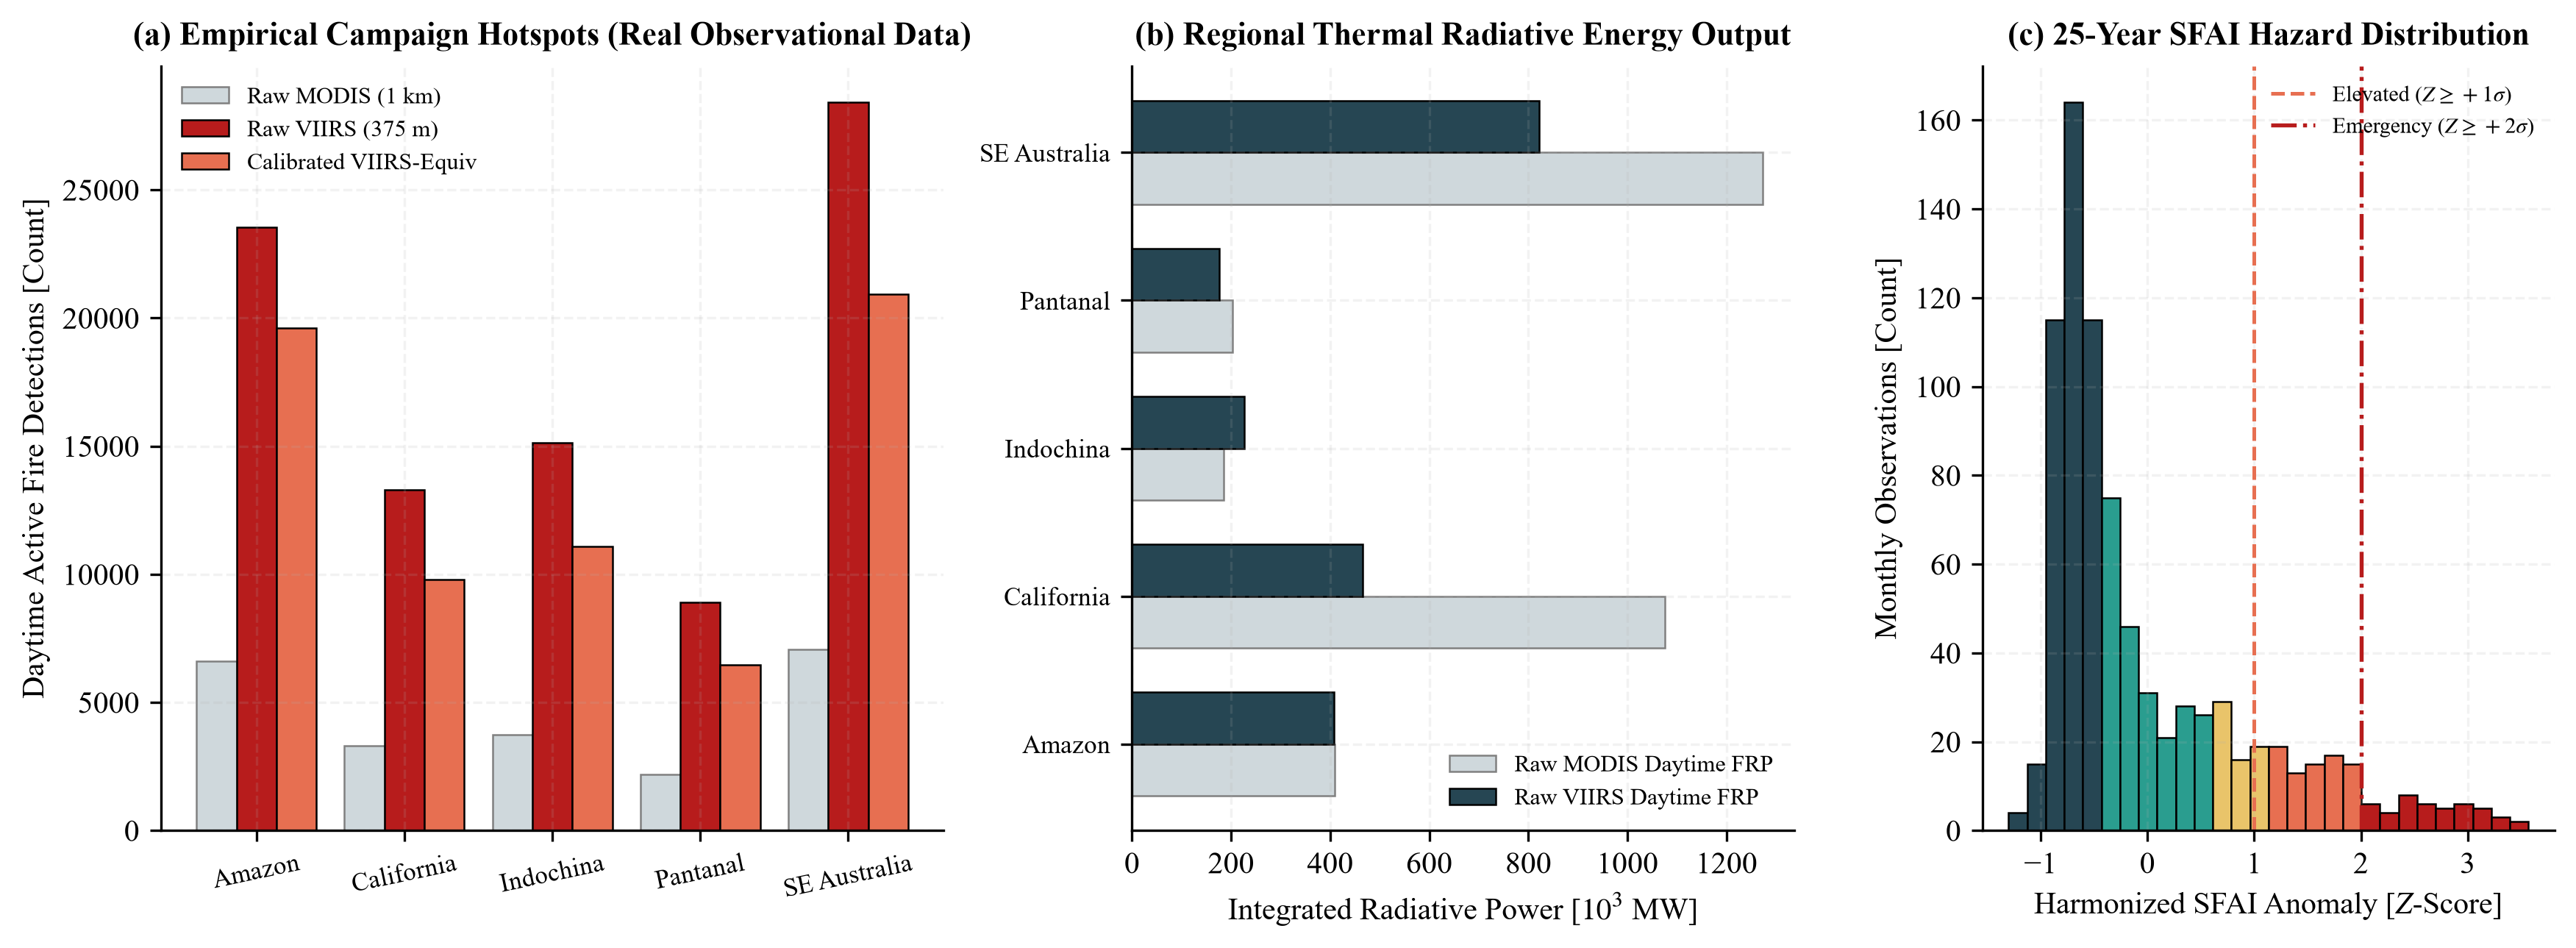 (a) Empirical Campaign Hotspots (Real Observational Data)
Raw MODIS (1 km)
Raw VIIRS (375 m)
Calibrated VIIRS-Equiv
Daytime Active Fire Detections [Count]
25000
20000
15000
10000
5000
0
Amazon
California
Indochina
Pantanal
SE Australia
(b) Regional Thermal Radiative Energy Output
SE Australia
Pantanal
Indochina
California
Amazon
Raw MODIS Daytime FRP
Raw VIIRS Daytime FRP
0
200
400
600
800
1000
1200
Integrated Radiative Power [10³ MW]
(c) 25-Year SFAI Hazard Distribution
Elevated (Z ≥ +1σ)
Emergency (Z ≥ +2σ)
Monthly Observations [Count]
160
140
120
100
80
60
40
20
0
−1
0
1
2
3
Harmonized SFAI Anomaly [Z-Score]